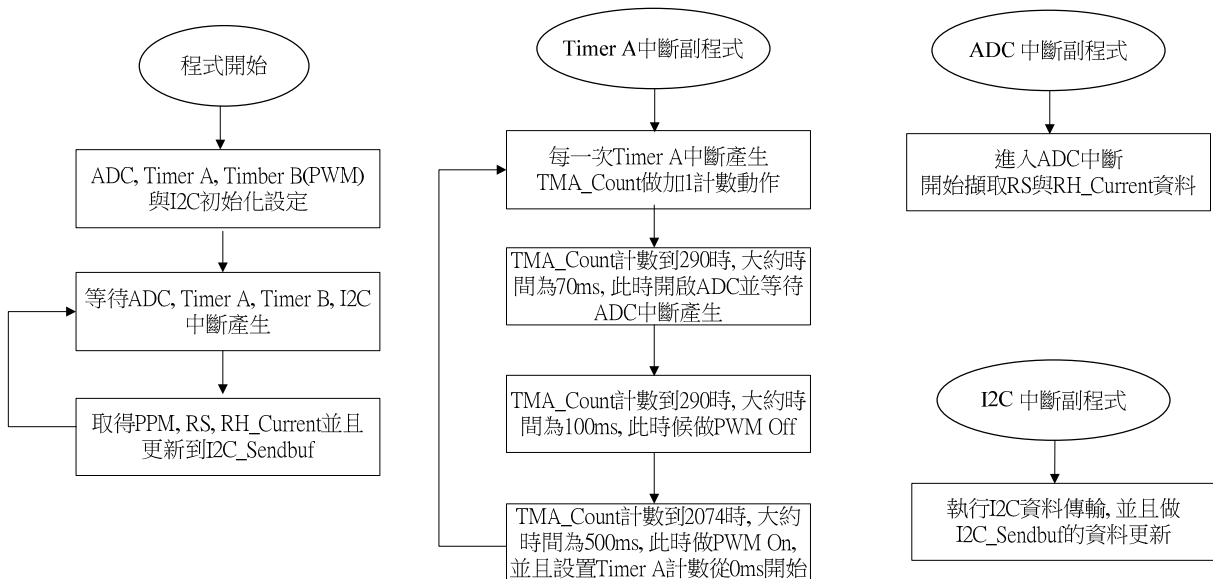 程式開始
ADC, Timer A, Timber B(PWM)
與I2C初始化設定
等待ADC, Timer A, Timer B, I2C
中斷產生
取得PPM, RS, RH_Current並且
更新到I2C_Sendbuf
Timer A中斷副程式
每一次Timer A中斷產生
TMA_Count做加1計數動作
TMA_Count計數到290時, 大約時
間為70ms, 此時開啟ADC並等待
ADC中斷產生
TMA_Count計數到290時, 大約時
間為100ms, 此時候做PWM Off
TMA_Count計數到2074時, 大約
時間為500ms, 此時做PWM On,
並且設置Timer A計數從0ms開始
ADC 中斷副程式
進入ADC中斷
開始擷取RS與RH_Current資料
I2C 中斷副程式
執行I2C資料傳輸, 並且做
I2C_Sendbuf的資料更新